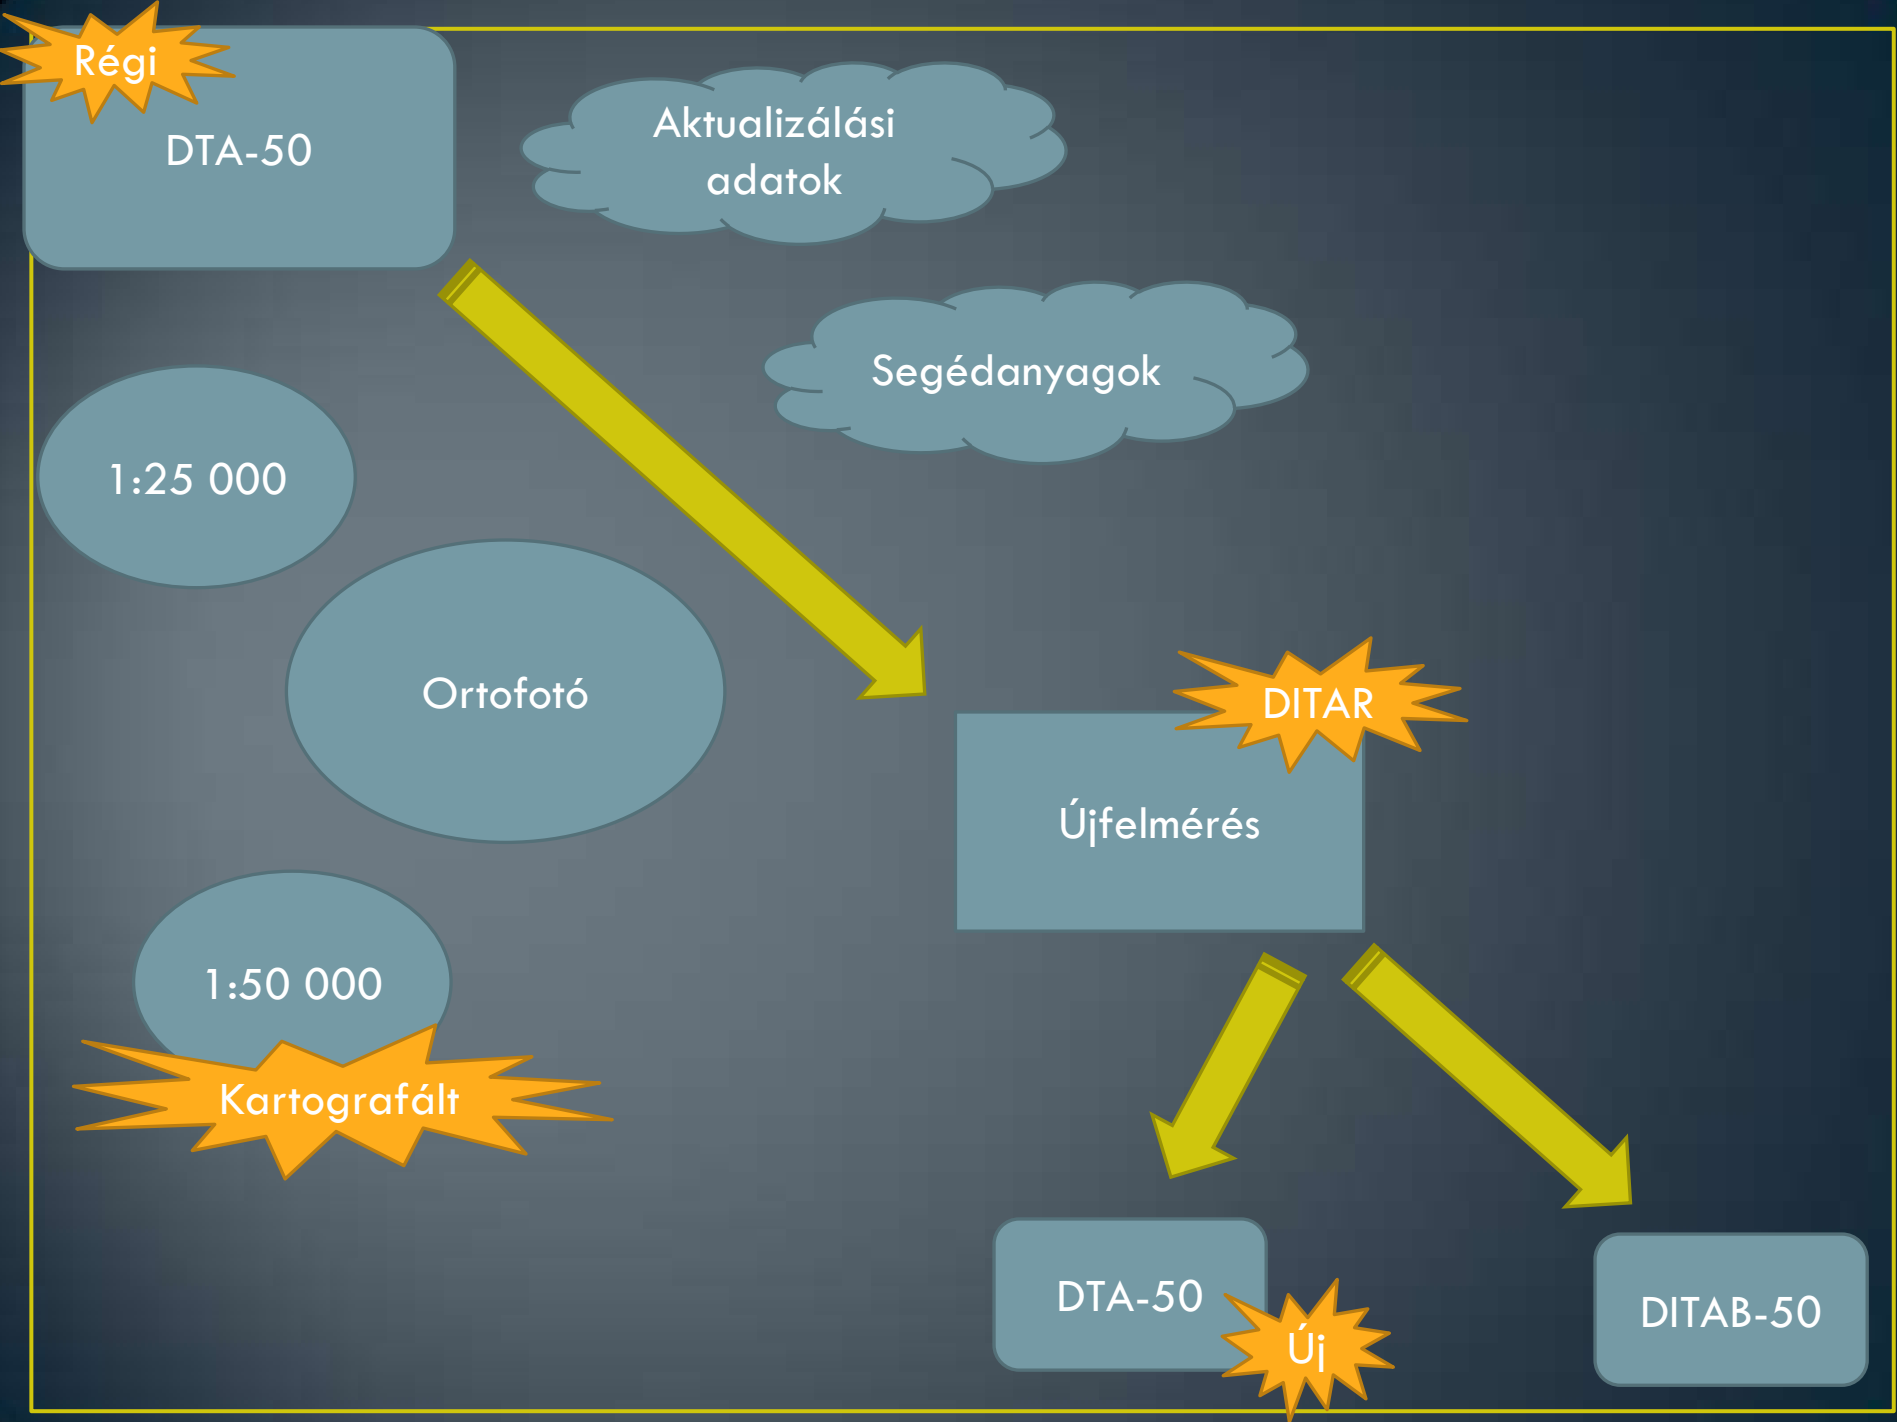 Régi
DTA-50
Aktualizálási
adatok
Segédanyagok
1:25 000
Ortofotó
DITAR
Újfelmérés
1:50 000
Kartografált
DTA-50
Új
DITAB-50